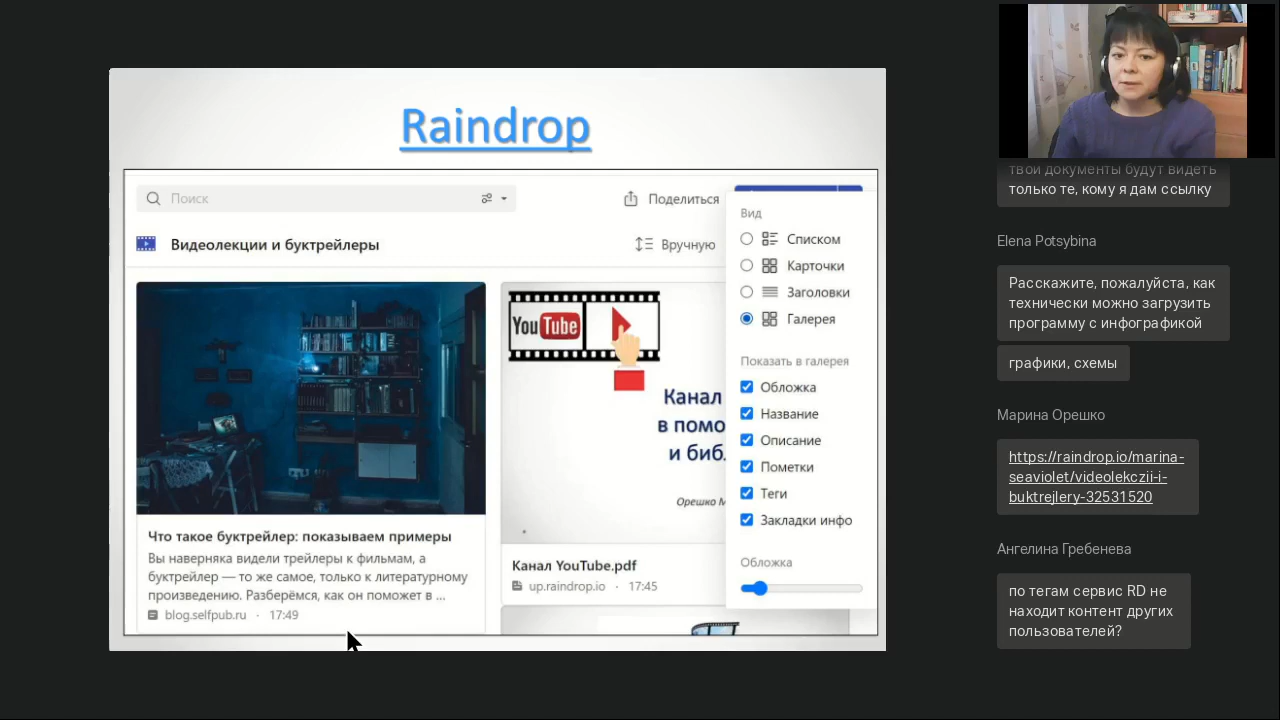 Raindrop
Поиск
Поделиться
Видеолекции и буктрейлеры
Вручную
Вид
Списком
Карточки
Заголовки
Галерея
Показать в галерея
Обложка
Название
Описание
Пометки
Теги
Закладки инфо
Обложка
Что такое буктрейлер: показываем примеры
Вы наверняка видели трейлеры к фильмам, а
буктрейлер — то же самое, только к литературному
произведению. Разберёмся, как он поможет в ...
blog.selfpub.ru · 17:49
YouTube
Канал
в помо
и биб.
Орешко М
Канал YouTube.pdf
up.raindrop.io · 17:45
твои документы будут видеть
только те, кому я дам ссылку
Elena Potsybina
Расскажите, пожалуйста, как
технически можно загрузить
программу с инфографикой
графики, схемы
Марина Орешко
https://raindrop.io/marina-
seaviolet/videolekczii-i-
buktrejlery-32531520
Ангелина Гребенева
по тегам сервис RD не
находит контент других
пользователей?